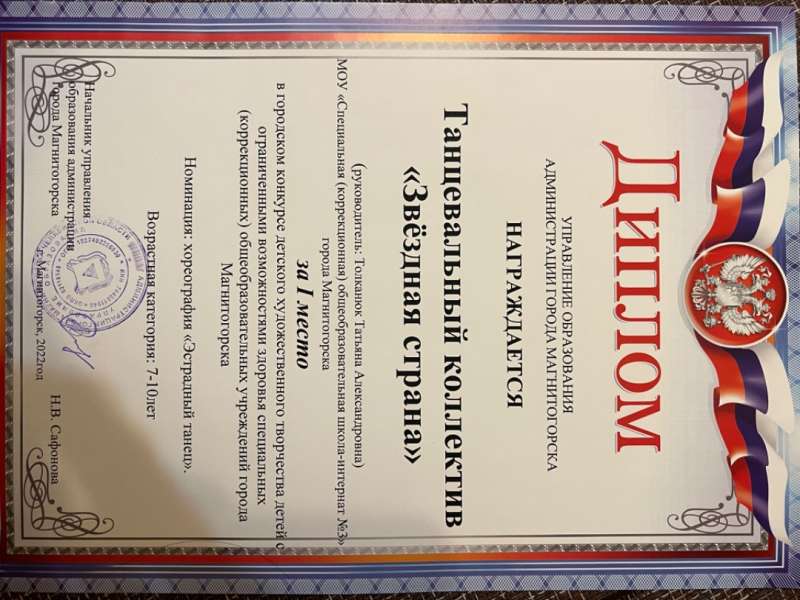 ДИПЛОМ
УПРАВЛЕНИЕ ОБРАЗОВАНИЯ
АДМИНИСТРАЦИИ ГОРОДА МАГНИТОГОРСКА
НАГРАЖДАЕТСЯ
Танцевальный коллектив
«Звёздная страна»
(руководитель: Толканюк Татьяна Александровна)
МОУ «Специальная (коррекционная) общеобразовательная школа-интернат №3»
города Магнитогорска
за I место
в городском конкурсе детского художественного творчества детей с
ограниченными возможностями здоровья специальных
(коррекционных) общеобразовательных учреждений города
Магнитогорска
Номинация: хореография «Эстрадный танец».
Возрастная категория: 7-10лет
Начальник управления
образования администрации
города Магнитогорска
Н.В. Сафонова
г. Магнитогорск, 2022год